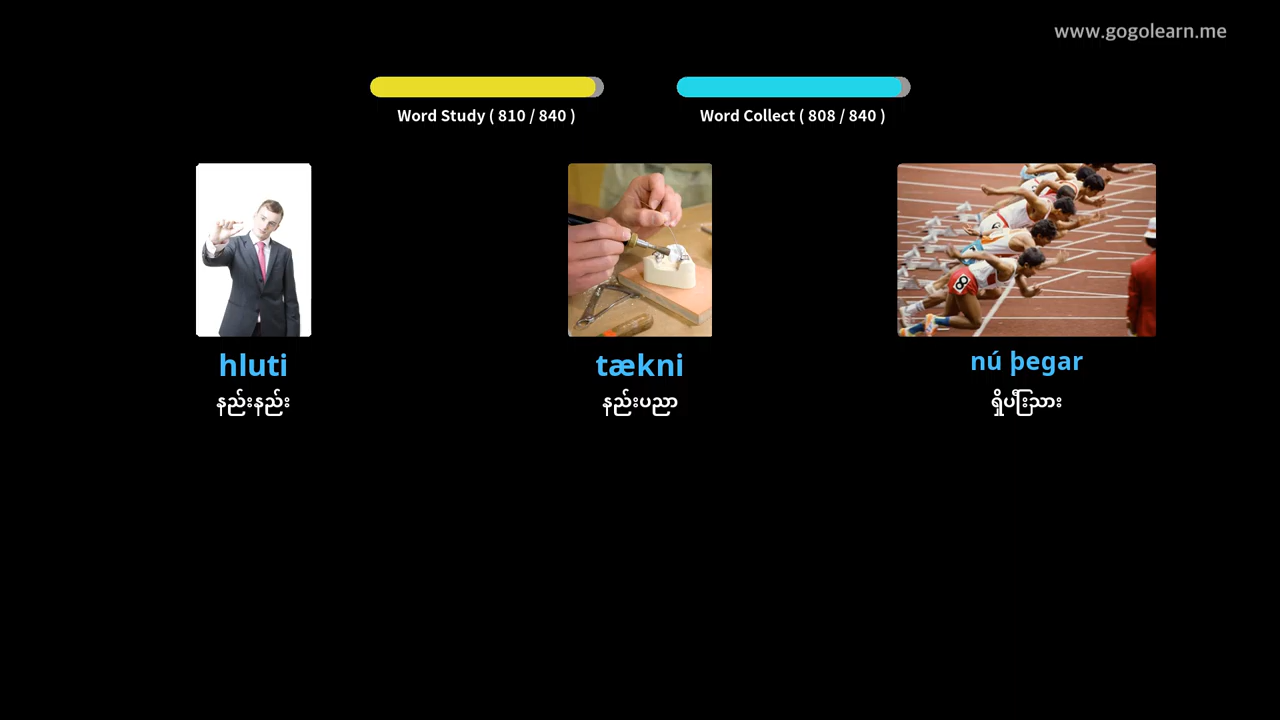 www.gogolearn.me
Word Study ( 810 / 840 )
Word Collect ( 808 / 840 )
hluti
နည်းနည်း
tækni
နည်းပညာ
nú þegar
ရှိပြီးသား